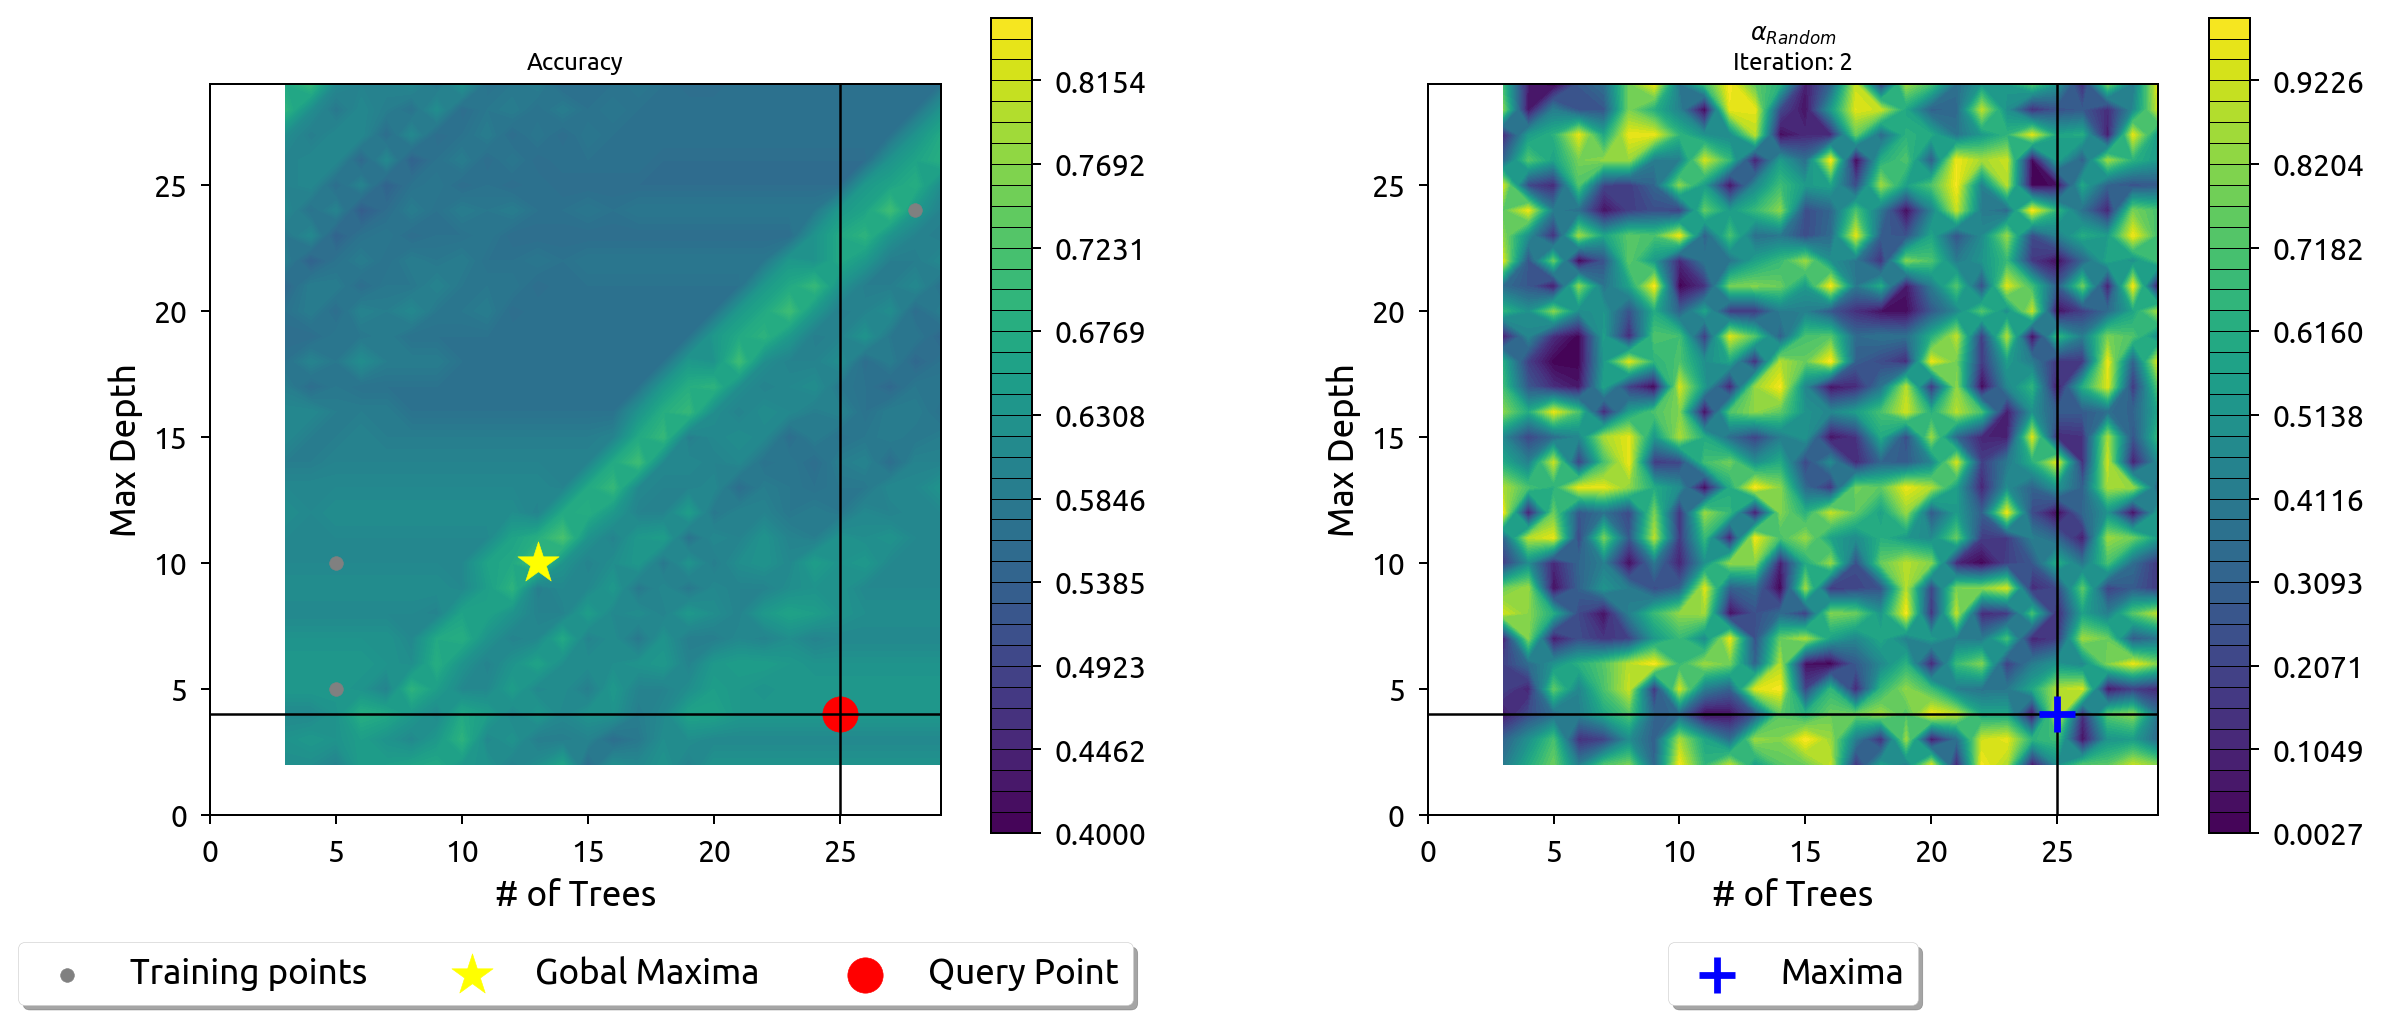 Accuracy
Max Depth
25
20
15
10
5
0
0 5 10 15 20 25
# of Trees
0.8154
0.7692
0.7231
0.6769
0.6308
0.5846
0.5385
0.4923
0.4462
0.4000
Training points Gobal Maxima Query Point
α_Random
Iteration: 2
Max Depth
25
20
15
10
5
0
0 5 10 15 20 25
# of Trees
0.9226
0.8204
0.7182
0.6160
0.5138
0.4116
0.3093
0.2071
0.1049
0.0027
Maxima